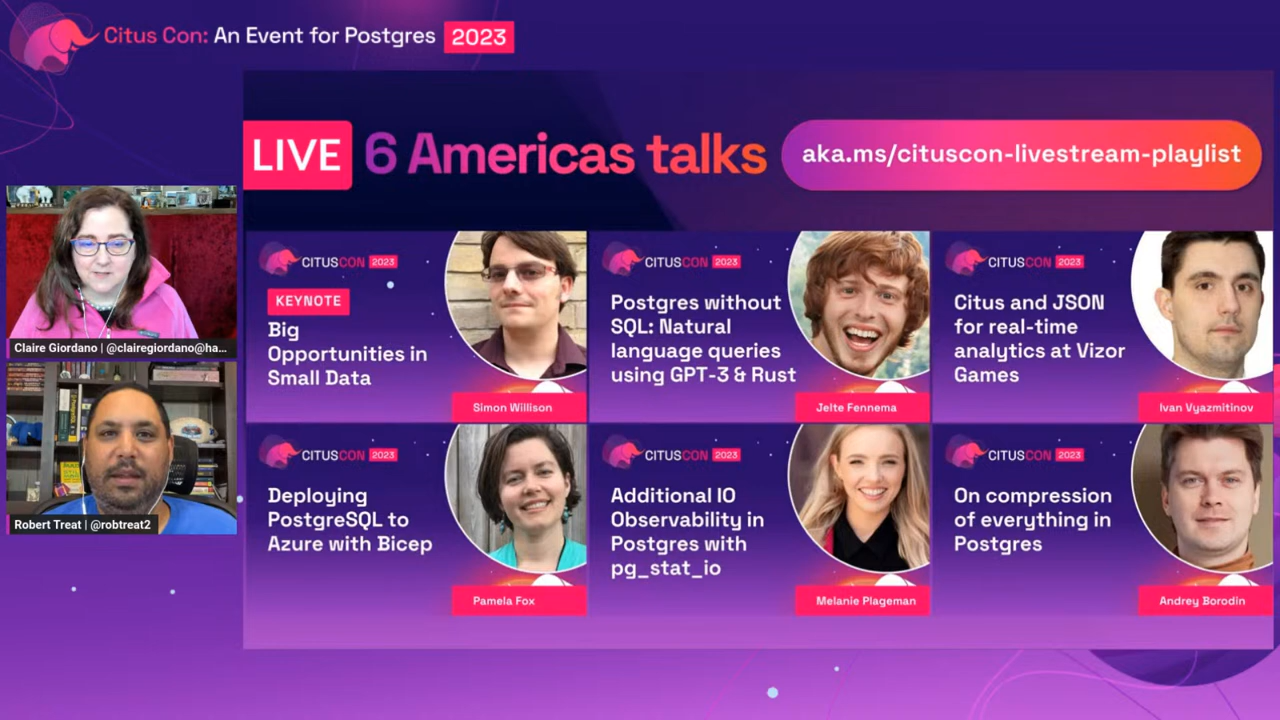 Citus Con: An Event for Postgres 2023
LIVE 6 Americas talks aka.ms/cituscon-livestream-playlist
CITUSCON 2023
KEYNOTE
Big
Opportunities in
Small Data
Simon Willison
CITUSCON 2023
Postgres without
SQL: Natural
language queries
using GPT-3 & Rust
Jelte Fennema
CITUSCON 2023
Citus and JSON
for real-time
analytics at Vizor
Games
Ivan Vyazmitinov
Claire Giordano | @clairegiordano@ha...
Robert Treat | @robtreat2
CITUSCON 2023
Deploying
PostgreSQL to
Azure with Bicep
Pamela Fox
CITUSCON 2023
Additional IO
Observability in
Postgres with
pg_stat_io
Melanie Plageman
CITUSCON 2023
On compression
of everything in
Postgres
Andrey Borodin